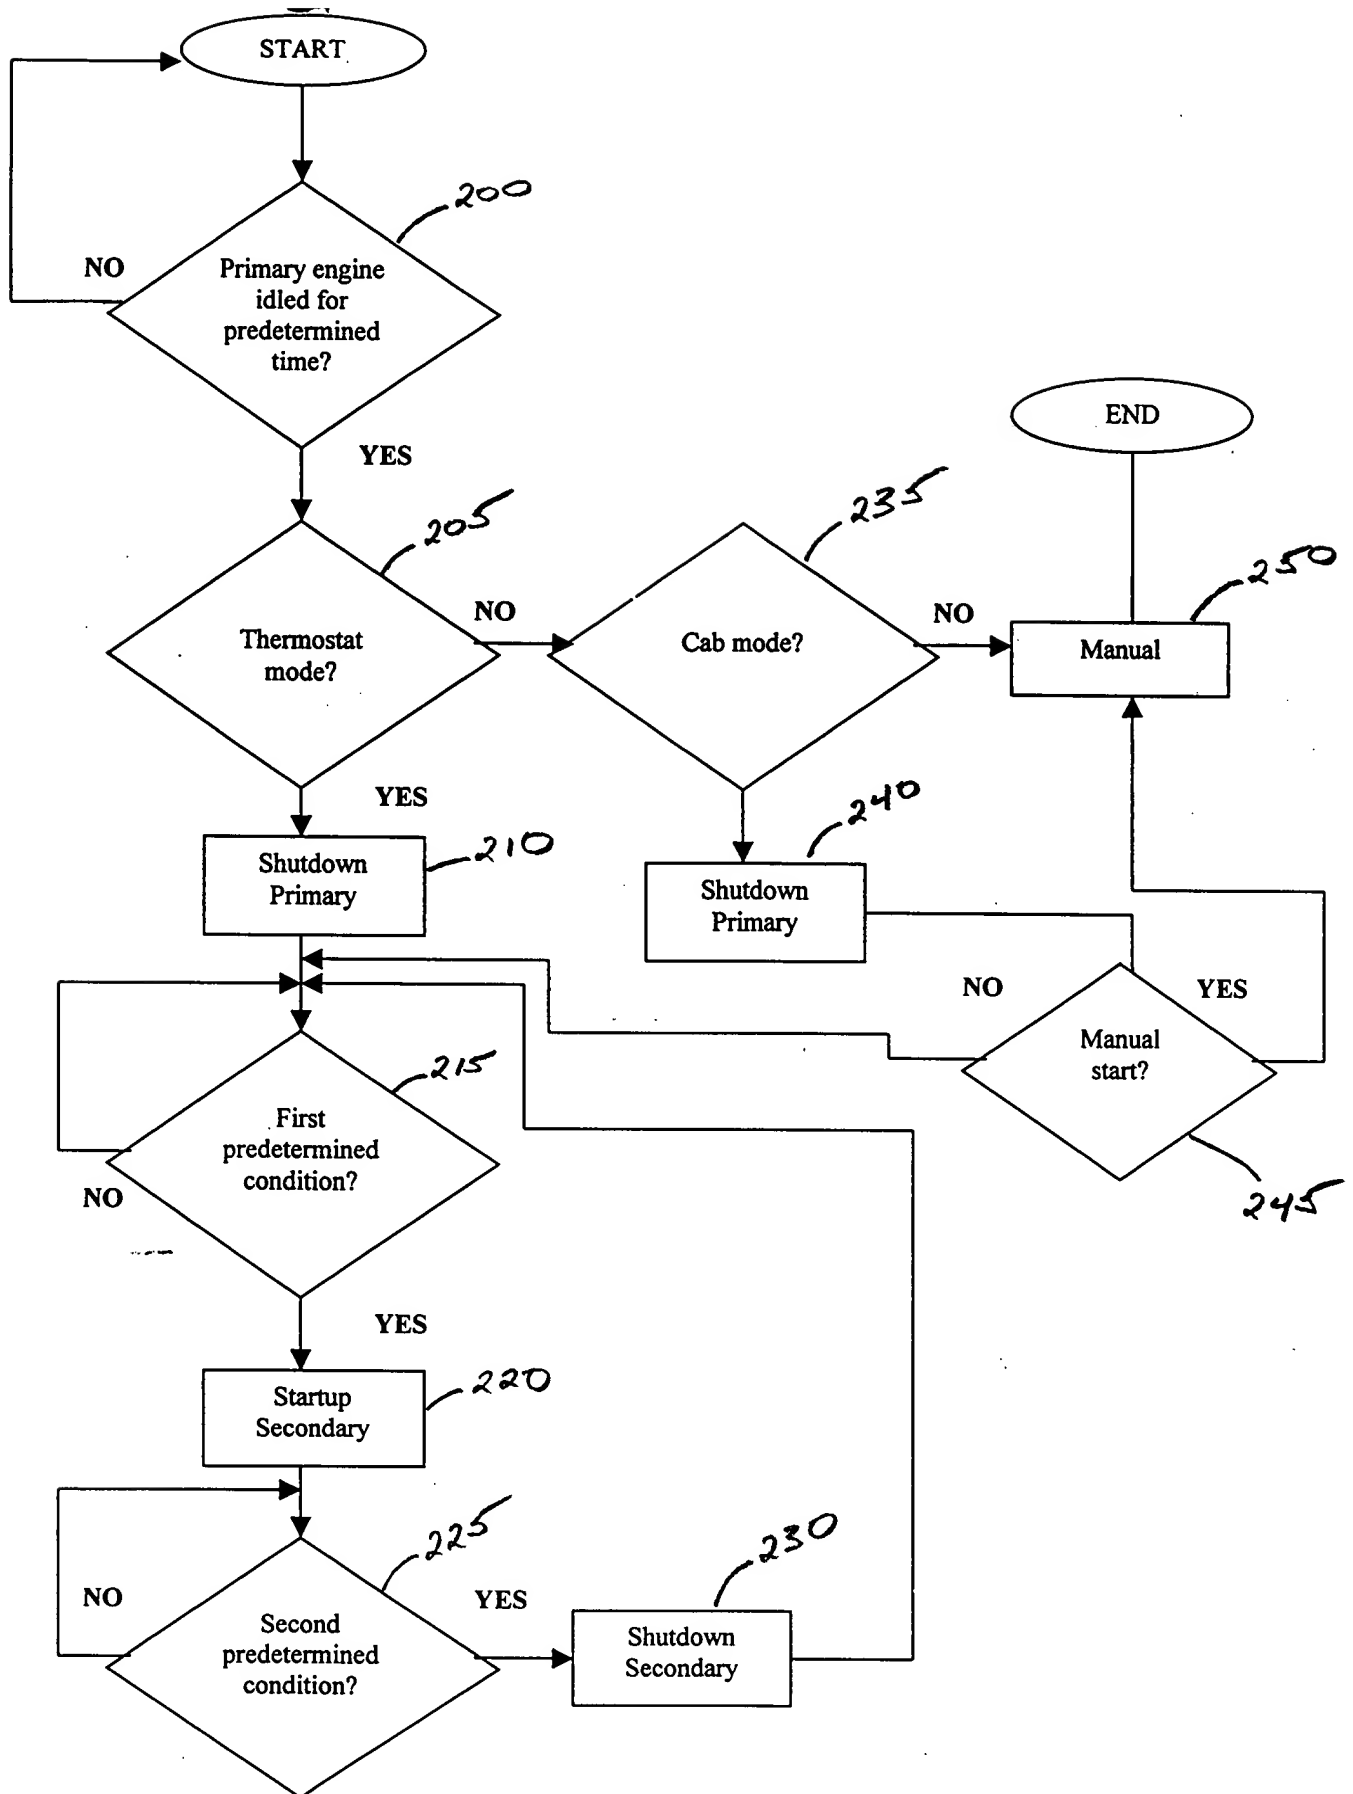 START
200
NO
Primary engine
idled for
predetermined
time?
YES
END
205
235
250
NO
NO
Thermostat
mode?
Cab mode?
Manual
YES
240
210
Shutdown
Primary
Shutdown
Primary
NO
YES
Manual
start?
215
First
predetermined
condition?
NO
245
YES
220
Startup
Secondary
225
230
NO
YES
Second
predetermined
condition?
Shutdown
Secondary